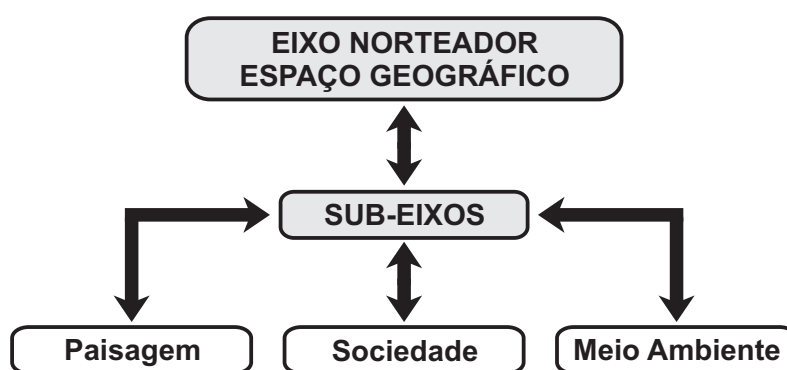 EIXO NORTEADOR
ESPAÇO GEOGRÁFICO
SUB-EIXOS
Paisagem
Sociedade
Meio Ambiente